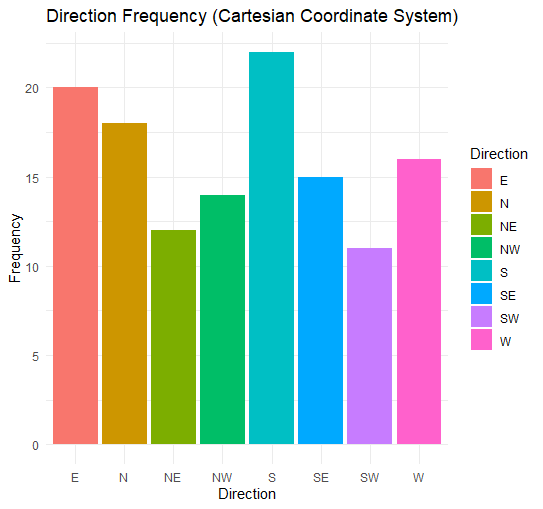 Direction Frequency (Cartesian Coordinate System)
Frequency
20
15
10
5
0
E N NE NW S SE SW W
Direction
Direction
E
N
NE
NW
S
SE
SW
W